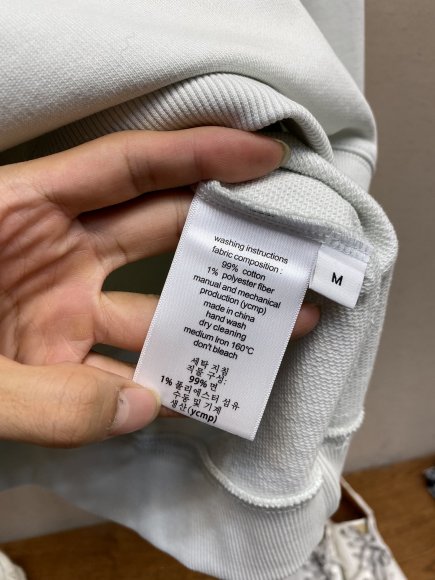 washing instructions
fabric composition :
99% cotton
1% polyester fiber
manual and mechanical
production (ycmp)
made in china
hand wash
dry cleaning
medium Iron 160°C
don't bleach
세탁 지침
직물 구성:
99% 면
1% 폴리에스터 섬유
수동 및 기계
생산 (ycmp)
M